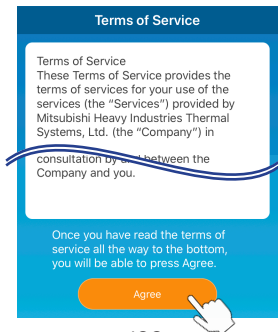 Terms of Service
Terms of Service
These Terms of Service provides the
terms of services for your use of the
services (the “Services”) provided by
Mitsubishi Heavy Industries Thermal
Systems, Ltd. (the “Company”) in
consultation by and between the
Company and you.
Once you have read the terms of
service all the way to the bottom,
you will be able to press Agree.
Agree